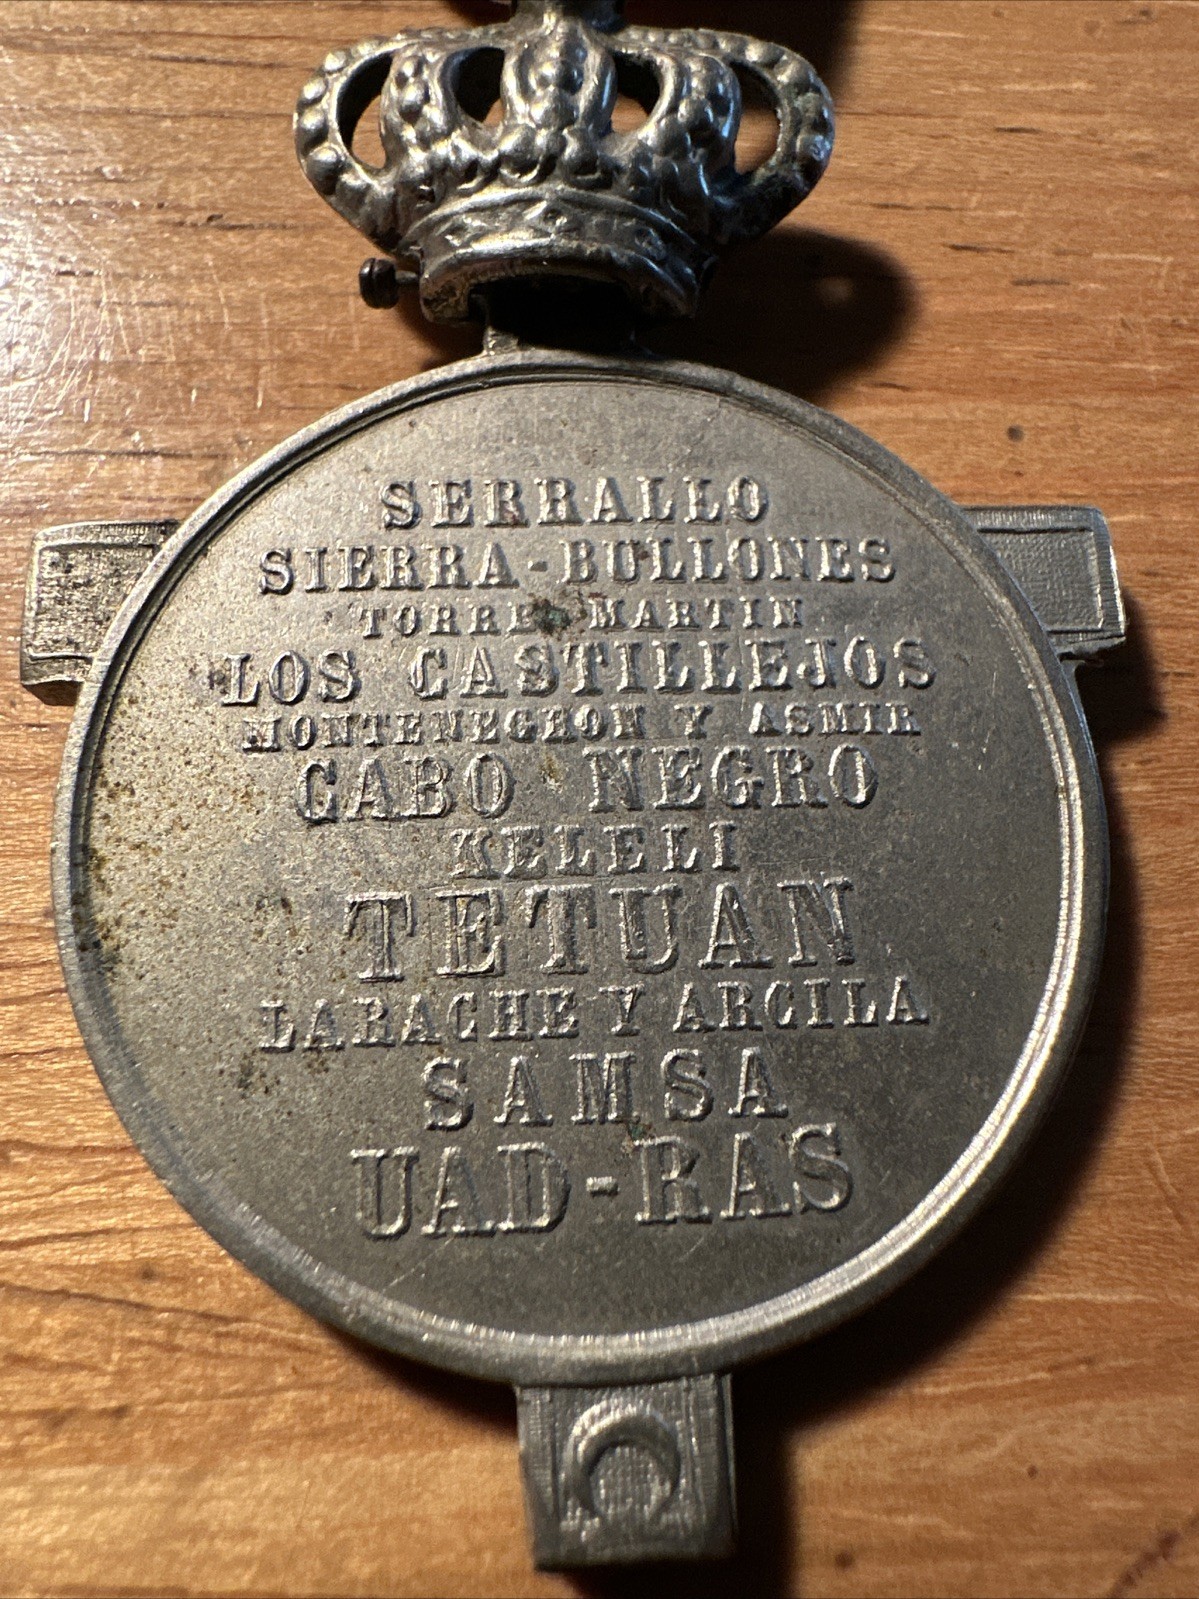 SERRALLO
SIERRA-BULLONES
TORRE MARTIN
LOS CASTILLEJOS
MONTENEGRON Y ASMIR
CABO NEGRO
KELELI
TETUAN
LARACHE Y ARCILA
SAMSA
UAD-RAS